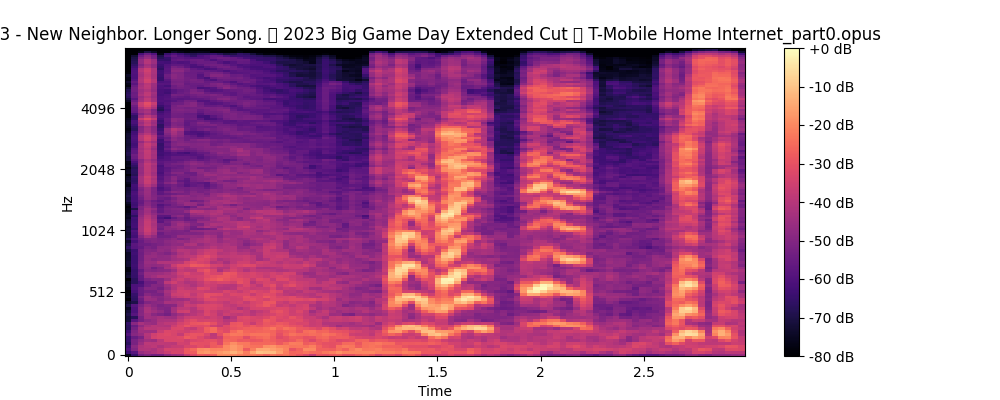 3 - New Neighbor. Longer Song. 2023 Big Game Day Extended Cut T-Mobile Home Internet_part0.opus
+0 dB
-10 dB
-20 dB
-30 dB
-40 dB
-50 dB
-60 dB
-70 dB
-80 dB
Hz
4096
2048
1024
512
0
0
0.5
1
1.5
2
2.5
Time